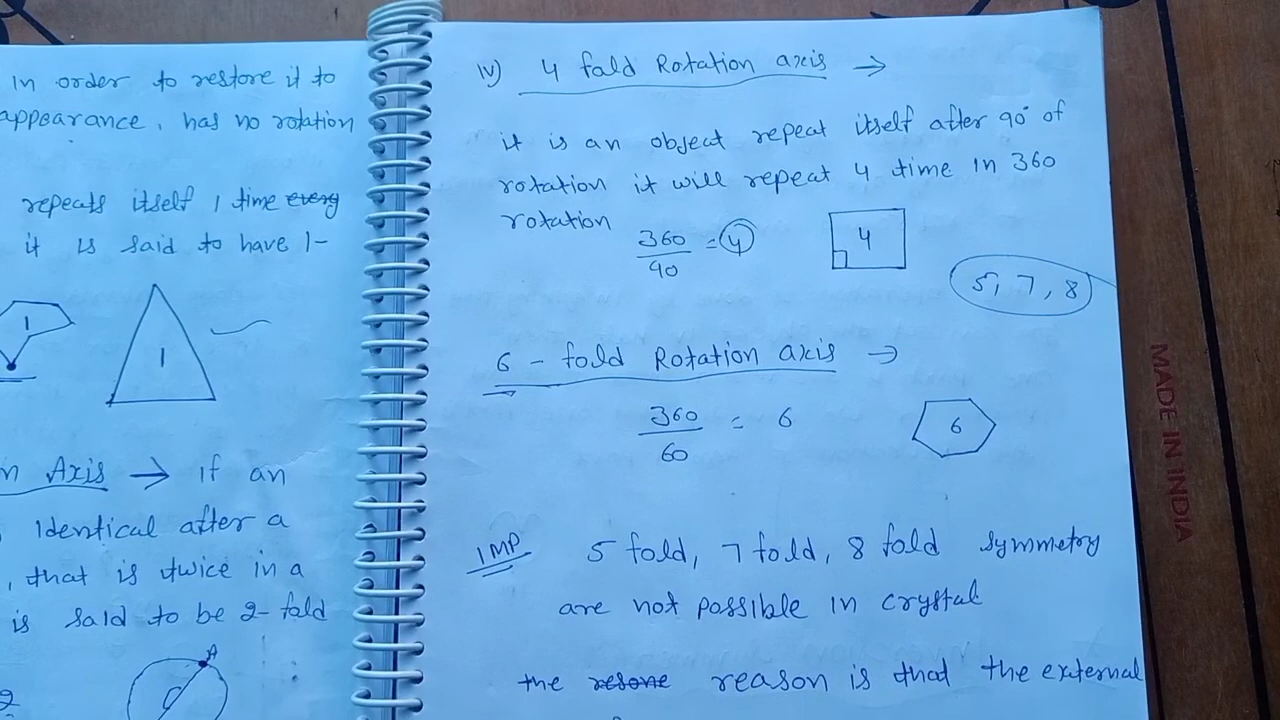 In order to restore it to
appearance, has no rotation
repeats itself 1 time every
it is said to have 1-
1
1
n Axis → if an
Identical after a
, that is twice in a
is said to be 2-fold
A
2
IV) 4 fold Rotation axis →
it is an object repeat itself after 90° of
rotation it will repeat 4 time in 360
rotation
360/90 = 4
4
5, 7, 8
6 - fold Rotation axis →
360/60 = 6
6
IMP 5 fold, 7 fold, 8 fold symmetry
are not possible in crystal
the resone reason is that the external
MADE IN INDIA